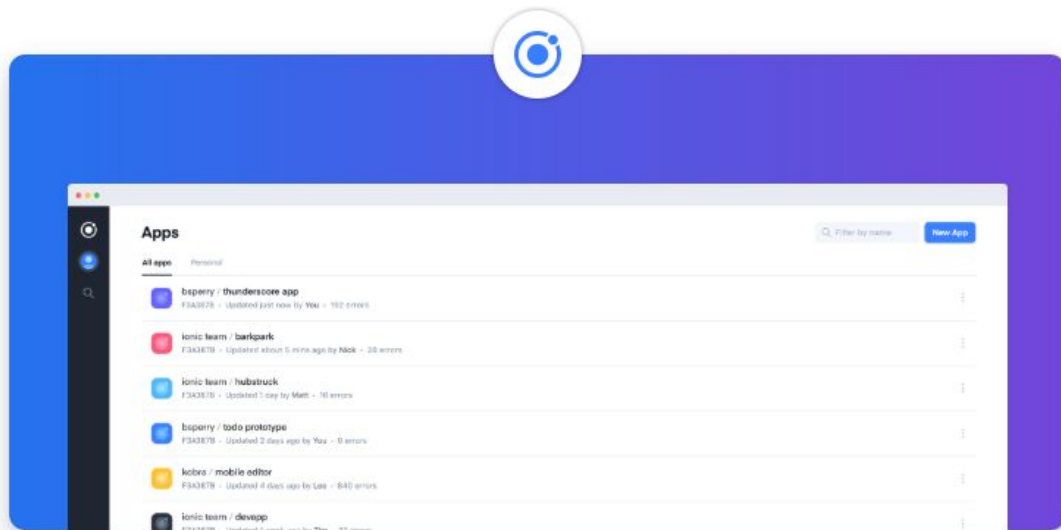 Apps
Filter by name
New App
All apps Personal
bsperry / thunderscore app
F3A387B - Updated just now by You - 192 errors
ionic team / barkpark
F3A387B - Updated about 5 mins ago by Nick - errors
ionic team / hubstruck
F3A387B - Updated 1 day by Matt - 16 errors
bsperry / todo prototype
F3A387B - Updated 2 days ago by You - 0 errors
kobra / mobile editor
F3A387B - Updated 4 days ago by - 840 errors
ionic team / devapp